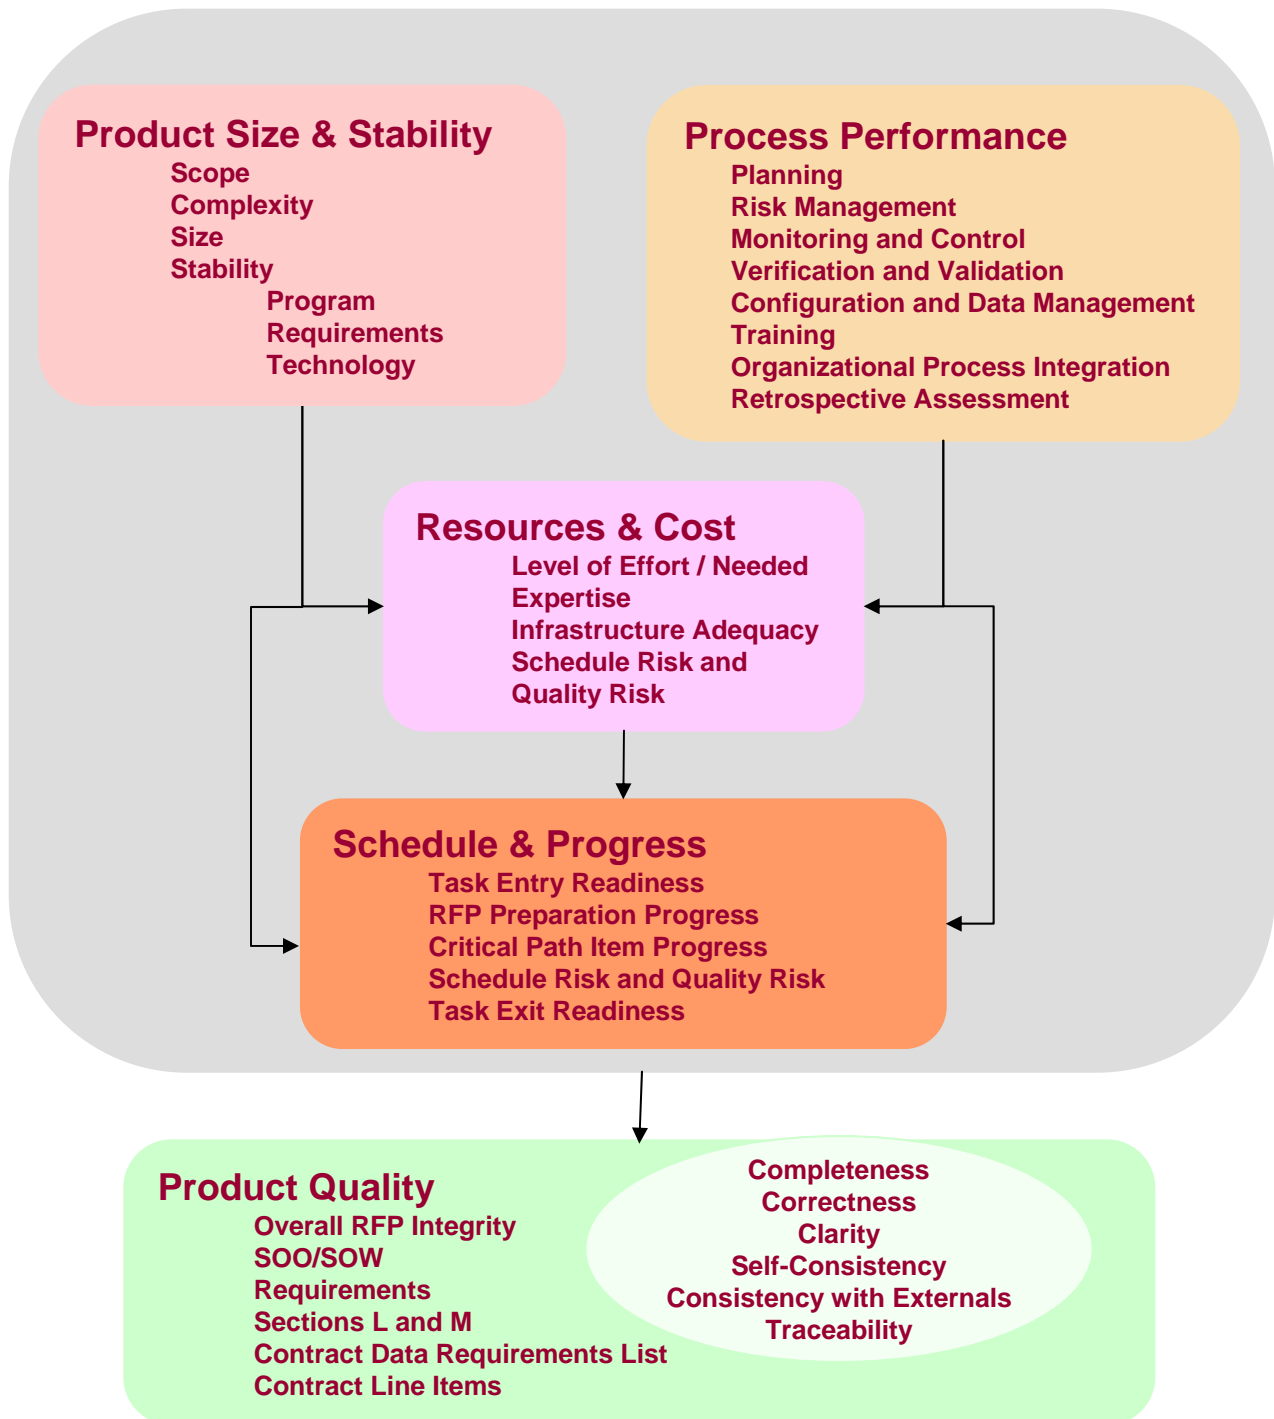 Product Size & Stability
Scope
Complexity
Size
Stability
Program
Requirements
Technology
Process Performance
Planning
Risk Management
Monitoring and Control
Verification and Validation
Configuration and Data Management
Training
Organizational Process Integration
Retrospective Assessment
Resources & Cost
Level of Effort / Needed
Expertise
Infrastructure Adequacy
Schedule Risk and
Quality Risk
Schedule & Progress
Task Entry Readiness
RFP Preparation Progress
Critical Path Item Progress
Schedule Risk and Quality Risk
Task Exit Readiness
Product Quality
Overall RFP Integrity
SOO/SOW
Requirements
Sections L and M
Contract Data Requirements List
Contract Line Items
Completeness
Correctness
Clarity
Self-Consistency
Consistency with Externals
Traceability